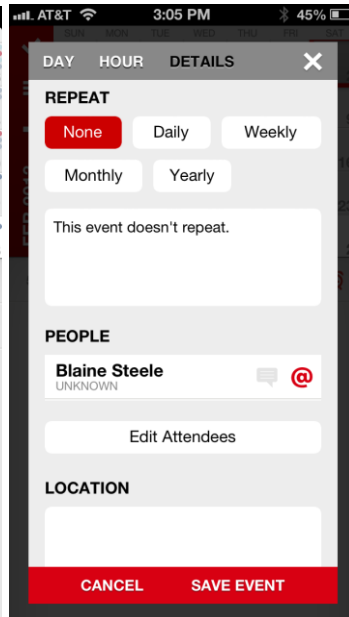 AT&T 3:05 PM 45%
SUN MON TUE WED THU FRI SAT
DAY HOUR DETAILS
REPEAT
None Daily Weekly
Monthly Yearly
This event doesn't repeat.
PEOPLE
Blaine Steele
UNKNOWN
@
Edit Attendees
LOCATION
CANCEL SAVE EVENT